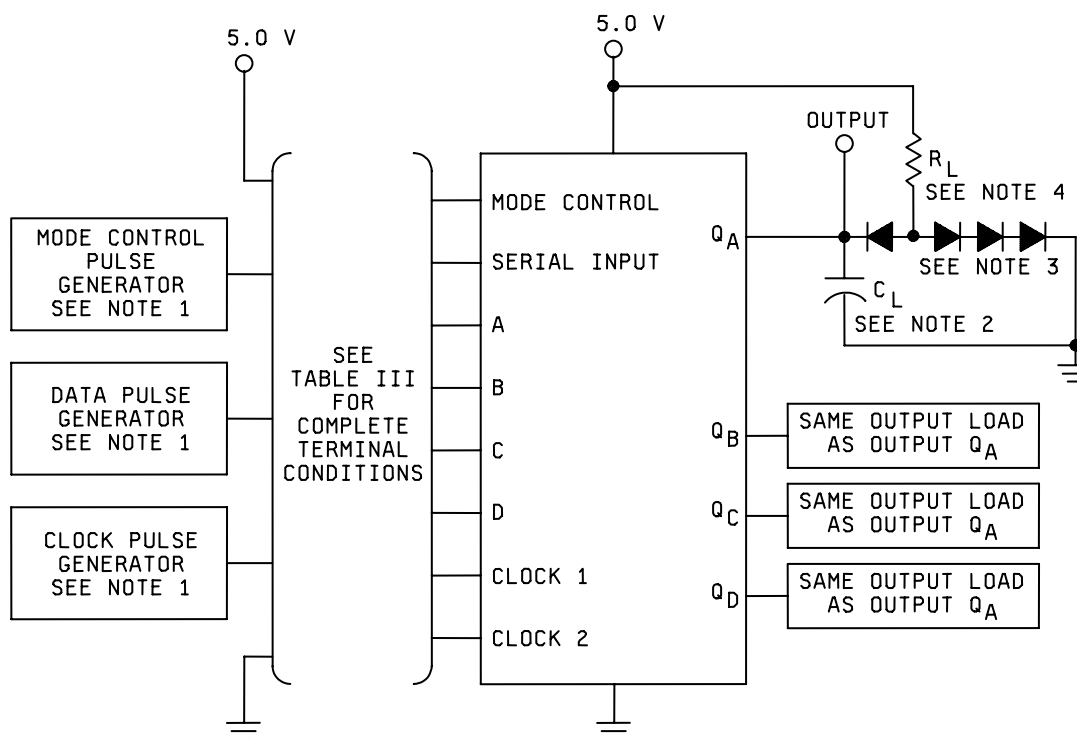 5.0 V
5.0 V
OUTPUT
R L
SEE NOTE 4
MODE CONTROL
PULSE
GENERATOR
SEE NOTE 1
MODE CONTROL
Q A
SERIAL INPUT
SEE NOTE 3
C L
SEE NOTE 2
A
DATA PULSE
GENERATOR
SEE NOTE 1
SEE
TABLE III
FOR
COMPLETE
TERMINAL
CONDITIONS
B
C
D
Q B
SAME OUTPUT LOAD
AS OUTPUT Q A
Q C
SAME OUTPUT LOAD
AS OUTPUT Q A
CLOCK PULSE
GENERATOR
SEE NOTE 1
CLOCK 1
Q D
SAME OUTPUT LOAD
AS OUTPUT Q A
CLOCK 2